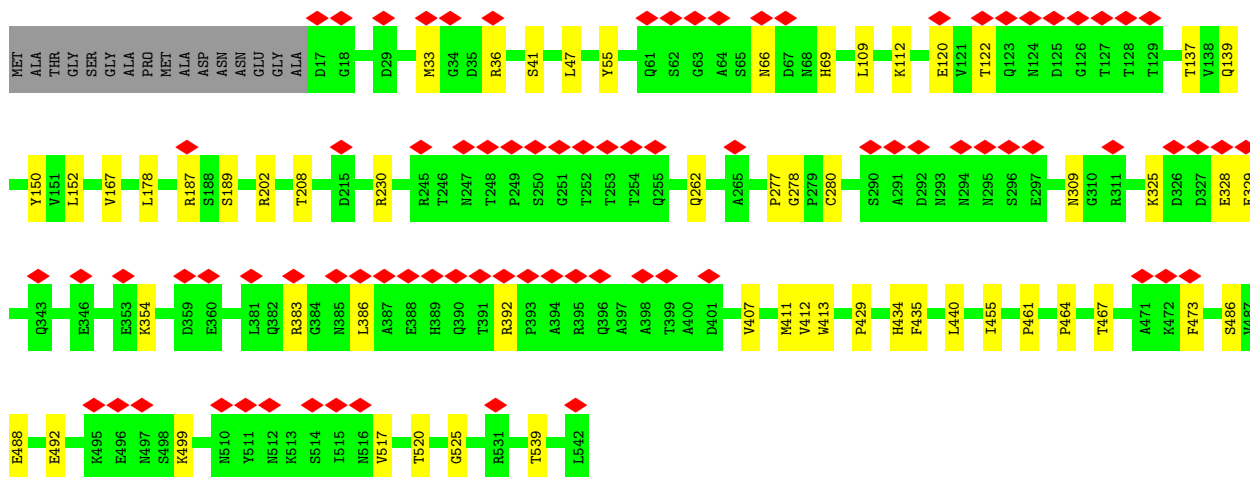 MET ALA THR GLY SER GLY ALA PRO MET ALA ASP ASN ASN GLU GLY ALA D17 G18 D29 M33 G34 D35 R36 S41 L47 Y55 Q61 S62 G63 A64 S65 N66 D67 N68 H69 L109 K112 E120 V121 T122 Q123 N124 D125 G126 T127 T128 T129 T137 V138 Q139
Y150 V151 L152 V167 L178 R187 S188 S189 R202 T208 D215 R230 R245 T246 N247 T248 P249 S250 G251 T252 T253 T254 Q255 Q262 A265 P277 G278 P279 C280 S290 A291 D292 N293 N294 N295 S296 E297 N309 G310 R311 K325 D326 D327 E328 E329
Q343 E346 E353 K354 D359 E360 L381 Q382 R383 G384 N385 L386 A387 E388 H389 Q390 T391 R392 P393 A394 R395 Q396 A397 A398 T399 A400 D401 V407 M411 V412 W413 P429 H434 F435 L440 I455 P461 P464 T467 A471 K472 F473 S486 V487
E488 E492 K495 E496 N497 S498 K499 N510 Y511 N512 K513 S514 I515 N516 V517 T520 G525 R531 T539 L542